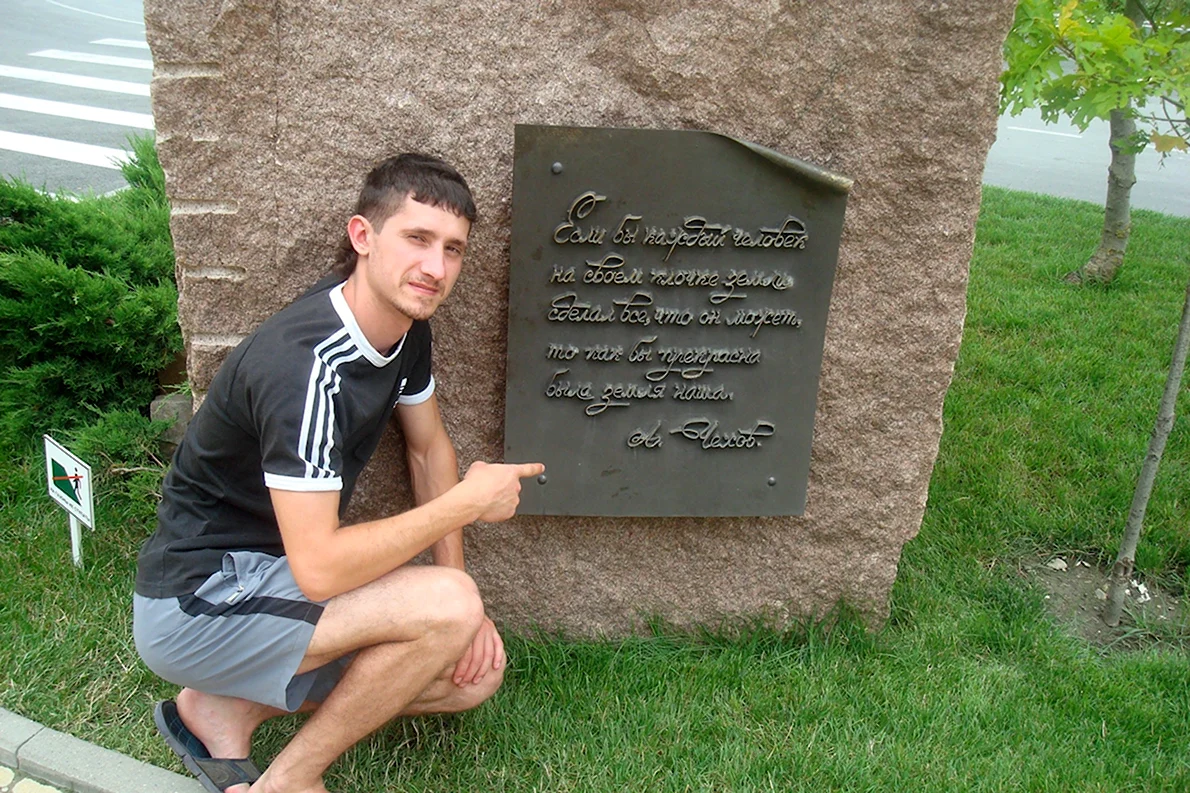 Если бы каждый человек
на своем клочке земли
сделал все, что он может,
то как бы прекрасна
была земля наша.
А. Чехов.